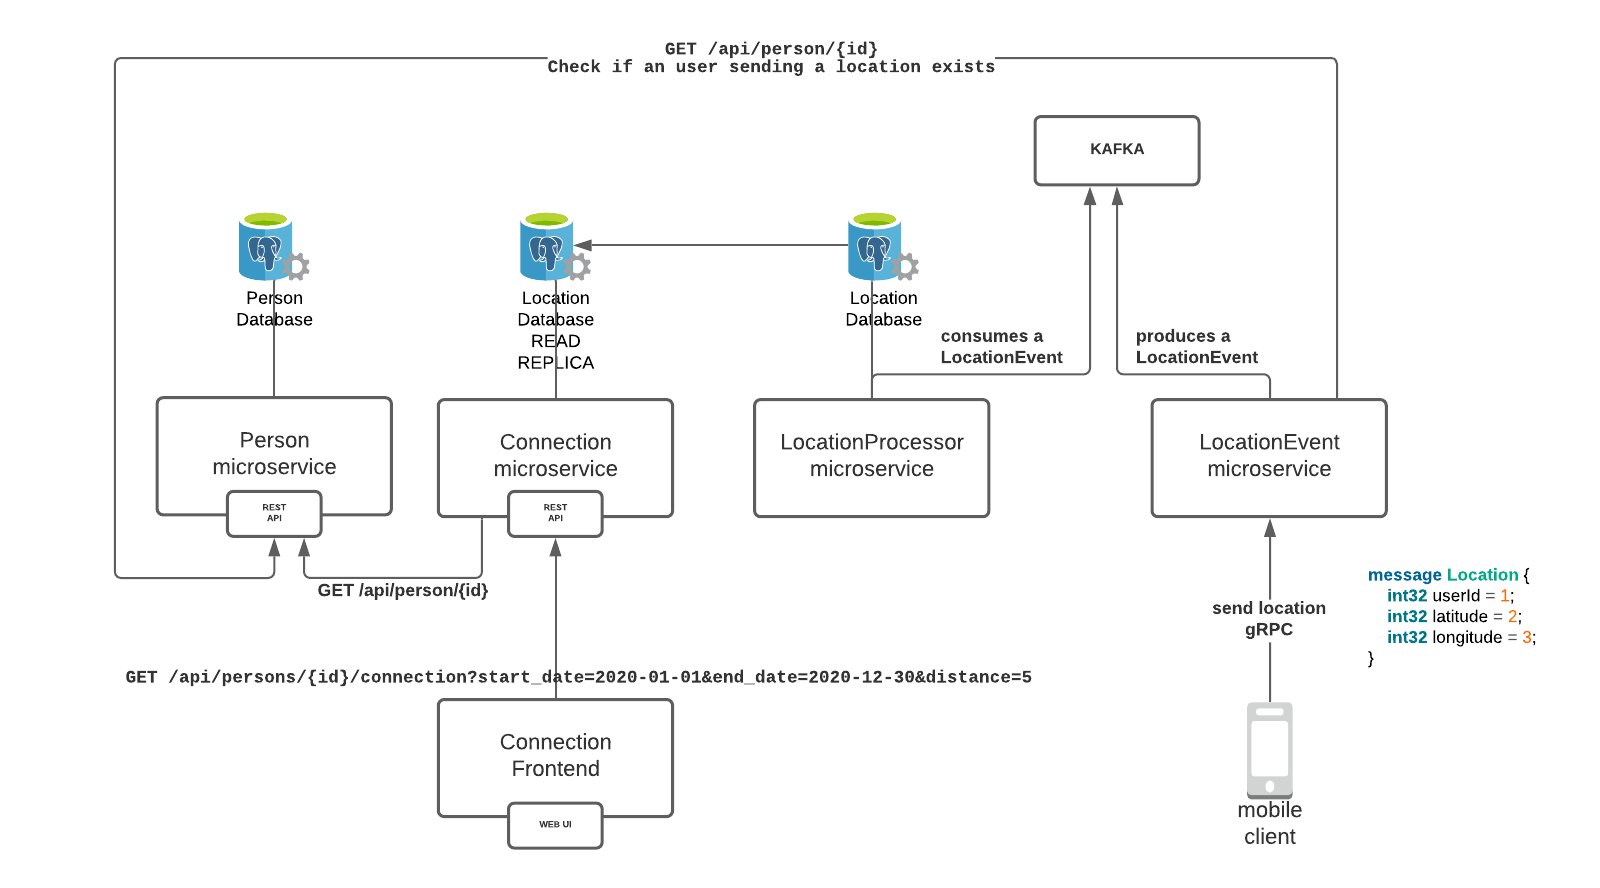 GET /api/person/{id}
Check if an user sending a location exists
KAFKA
Person
Database
Location
Database
READ
REPLICA
Location
Database
consumes a
LocationEvent
produces a
LocationEvent
Person
microservice
REST
API
Connection
microservice
REST
API
LocationProcessor
microservice
LocationEvent
microservice
GET /api/person/{id}
message Location {
int32 userId = 1;
int32 latitude = 2;
int32 longitude = 3;
}
send location
gRPC
GET /api/persons/{id}/connection?start_date=2020-01-01&end_date=2020-12-30&distance=5
Connection
Frontend
WEB UI
mobile
client